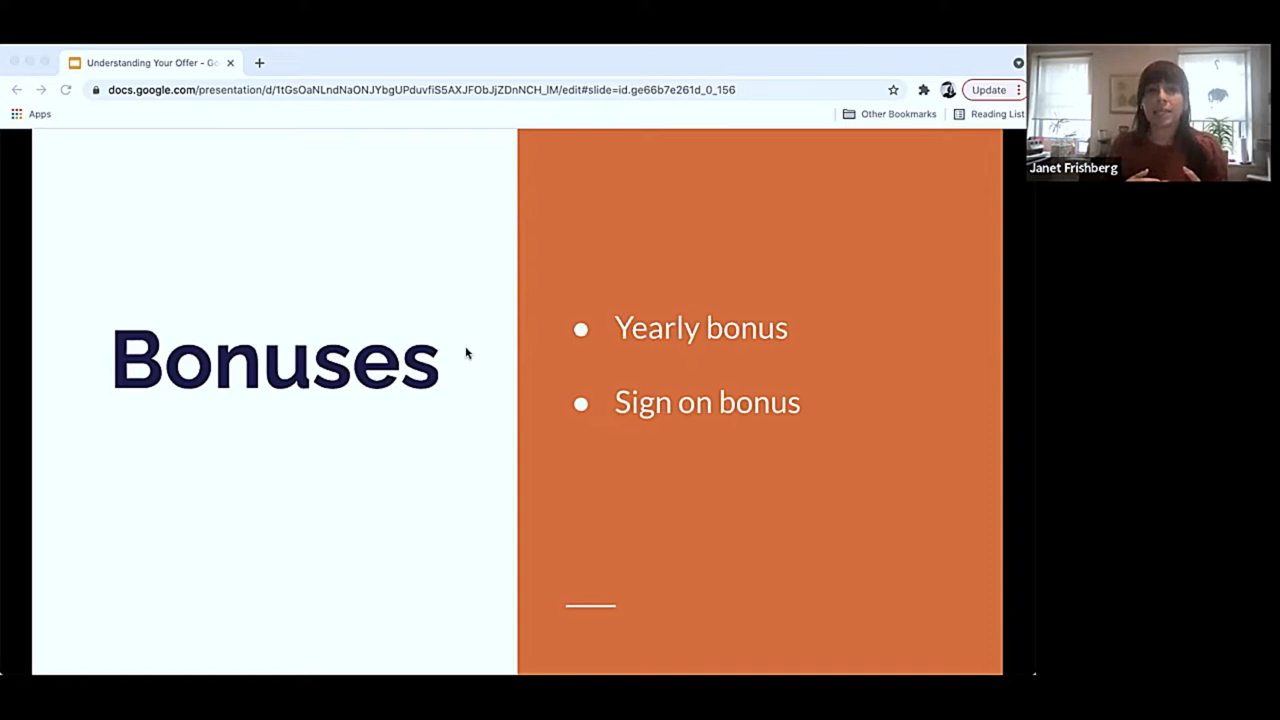 Understanding Your Offer - Go
docs.google.com/presentation/d/1tGsOaNLndNaONJYbgUPduvfiS5AXJFObJjZDnNCH_lM/edit#slide=id.ge66b7e261d_0_156
Update
Apps
Other Bookmarks
Reading List
Janet Frishberg
Bonuses
Yearly bonus
Sign on bonus